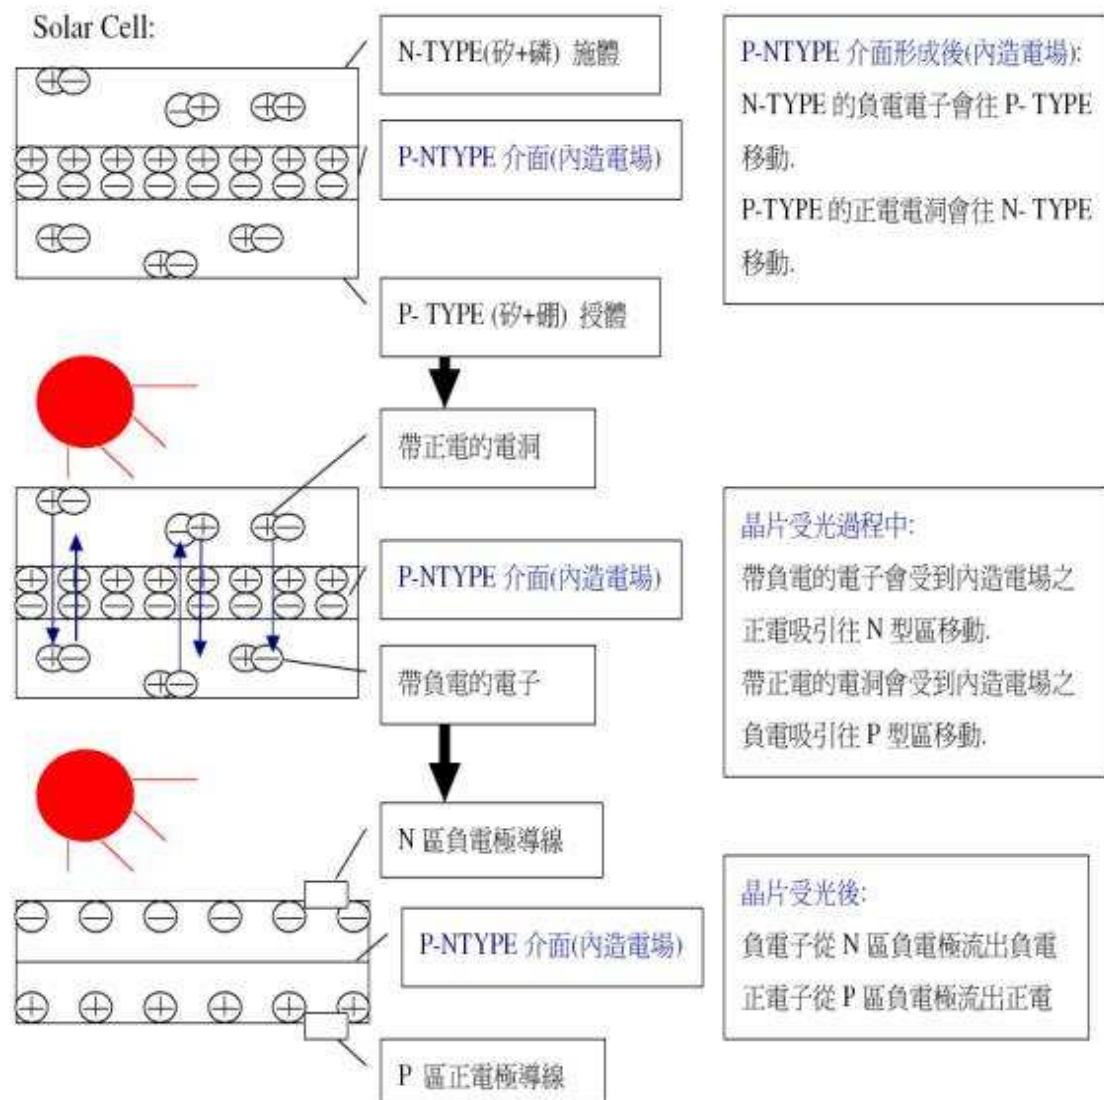 Solar Cell:
N-TYPE(矽+磷) 施體
P-NTYPE 介面(內造電場)
P- TYPE (矽+硼) 授體
P-NTYPE 介面形成後(內造電場):
N-TYPE 的負電電子會往 P- TYPE
移動.
P-TYPE 的正電電洞會往 N- TYPE
移動.
帶正電的電洞
P-NTYPE 介面(內造電場)
帶負電的電子
晶片受光過程中:
帶負電的電子會受到內造電場之
正電吸引往 N 型區移動.
帶正電的電洞會受到內造電場之
負電吸引往 P 型區移動.
N 區負電極導線
P-NTYPE 介面(內造電場)
P 區正電極導線
晶片受光後:
負電子從 N 區負電極流出負電
正電子從 P 區負電極流出正電